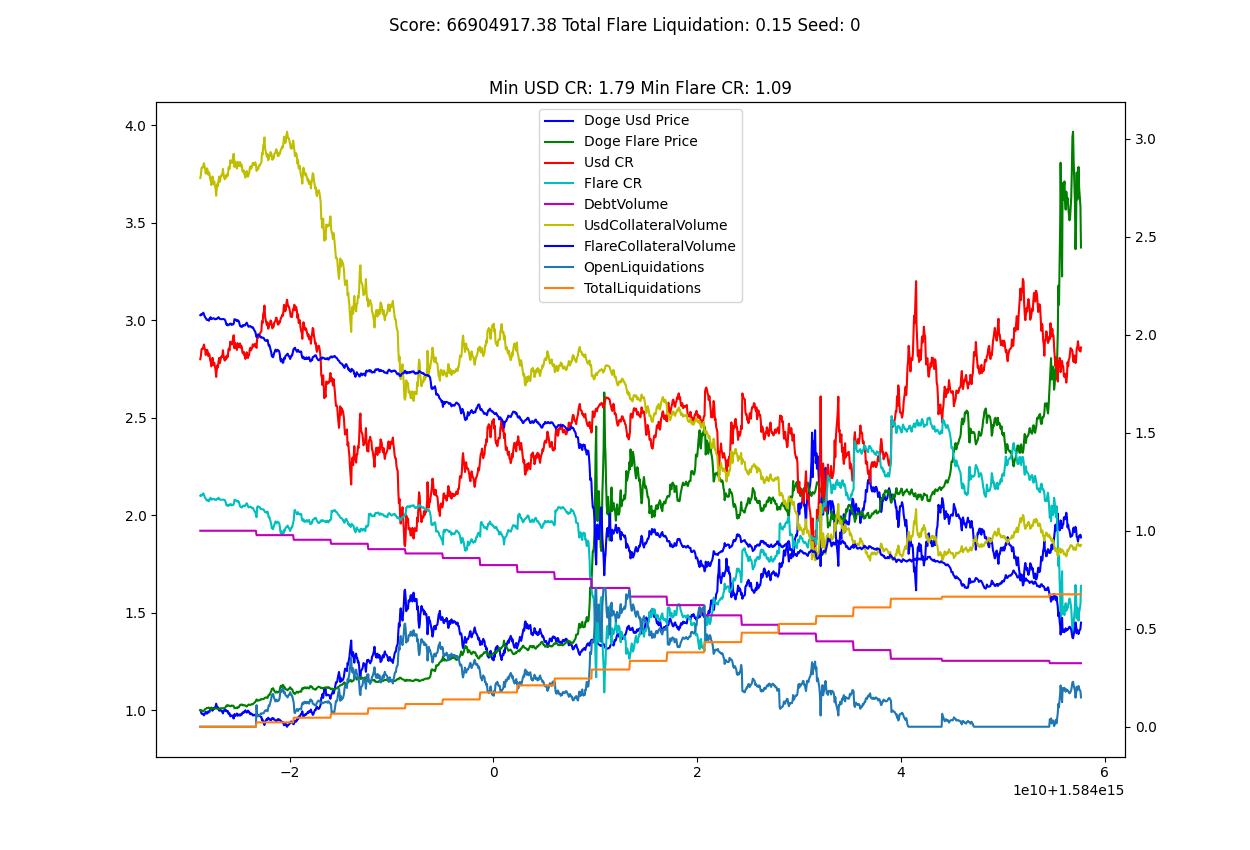 Score: 66904917.38 Total Flare Liquidation: 0.15 Seed: 0
Min USD CR: 1.79 Min Flare CR: 1.09
Doge Usd Price
Doge Flare Price
Usd CR
Flare CR
DebtVolume
UsdCollateralVolume
FlareCollateralVolume
OpenLiquidations
TotalLiquidations
4.0
3.5
3.0
2.5
2.0
1.5
1.0
3.0
2.5
2.0
1.5
1.0
0.5
0.0
−2
0
2
4
6
1e10+1.584e15